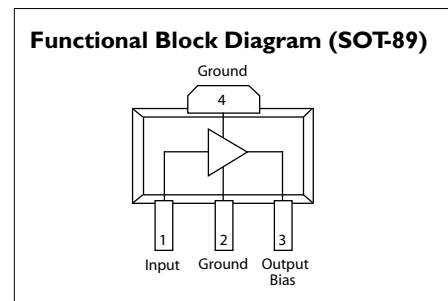 Functional Block Diagram (SOT-89)
Ground
4
1 2 3
Input Ground Output
Bias